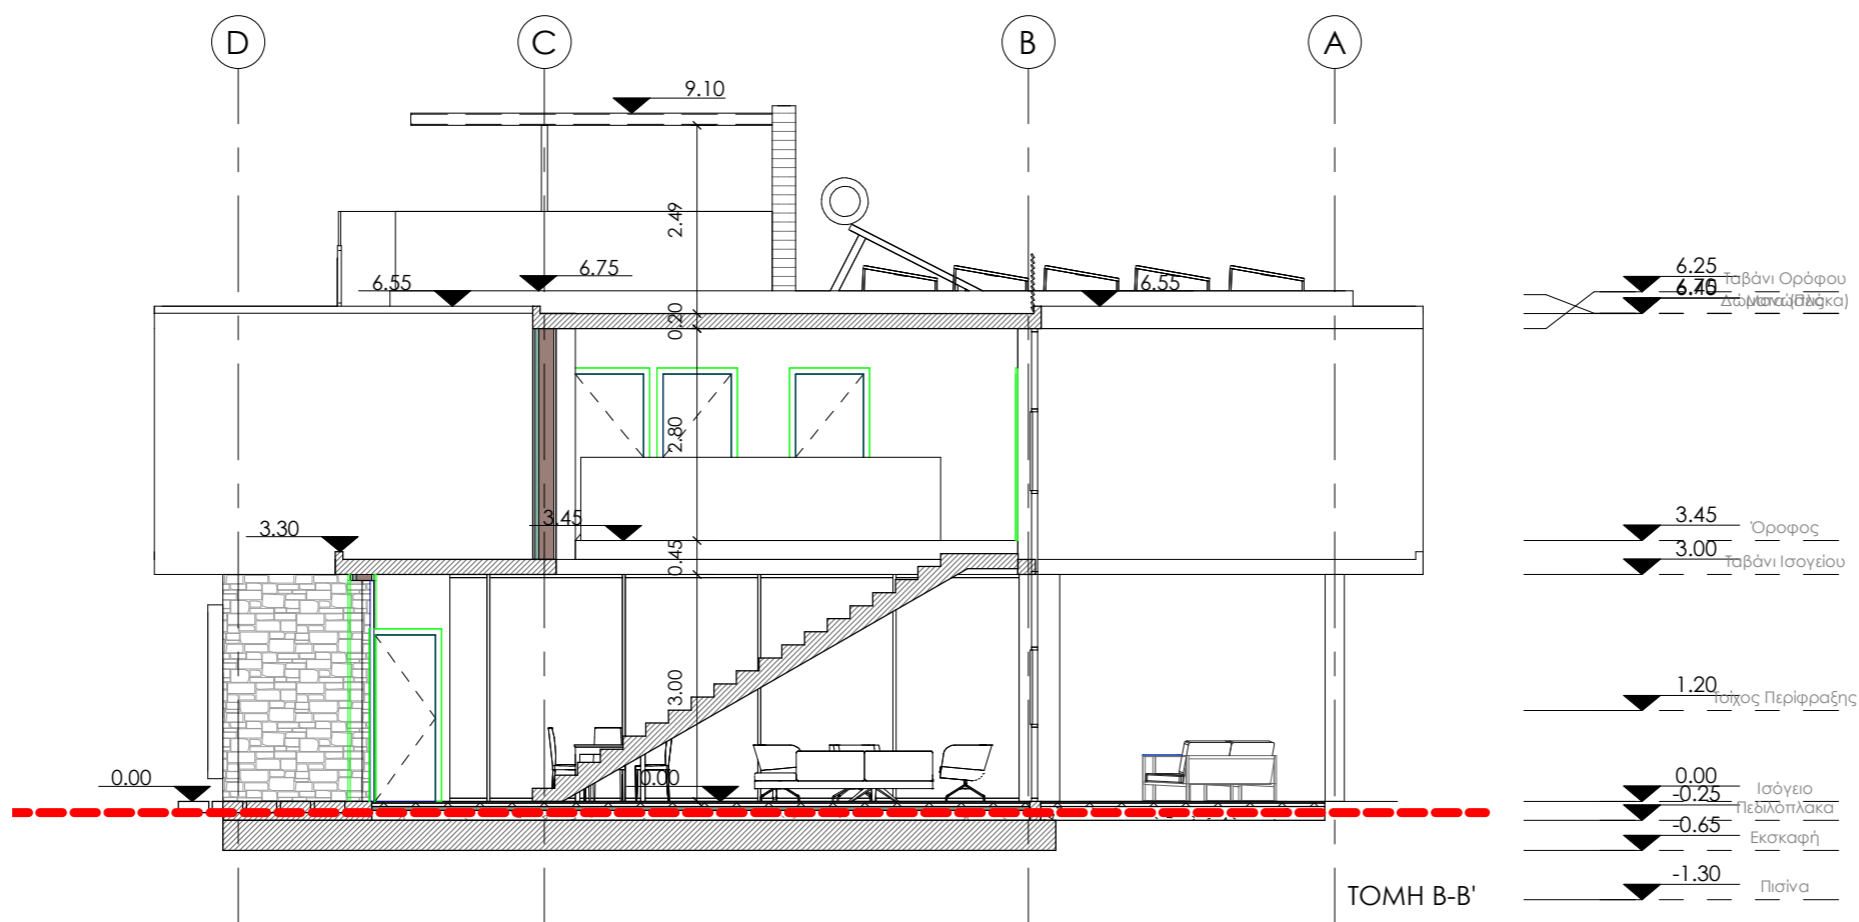 D C B A
9.10
2.49
6.55 6.75 6.55
0.20
2.80
3.30 3.45
0.45
3.00
0.00 0.00
6.25 Ταβάνι Ορόφου
6.40
3.45 Όροφος
3.00 Ταβάνι Ισογείου
1.20 Τοίχος Περίφραξης
0.00 Ισόγειο
-0.25 Πεδιλόπλακα
-0.65 Εκσκαφή
-1.30 Πισίνα
ΤΟΜΗ Β-Β'